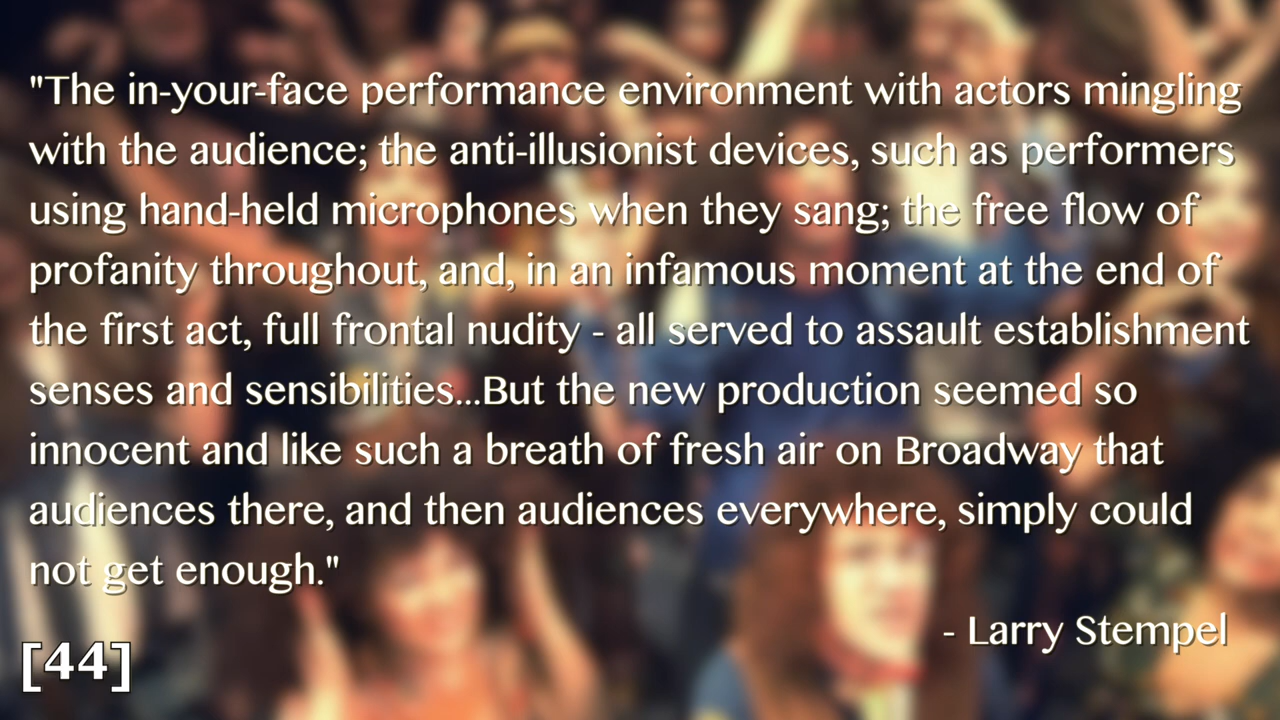 "The in-your-face performance environment with actors mingling
with the audience; the anti-illusionist devices, such as performers
using hand-held microphones when they sang; the free flow of
profanity throughout, and, in an infamous moment at the end of
the first act, full frontal nudity - all served to assault establishment
senses and sensibilities...But the new production seemed so
innocent and like such a breath of fresh air on Broadway that
audiences there, and then audiences everywhere, simply could
not get enough."
- Larry Stempel
[44]